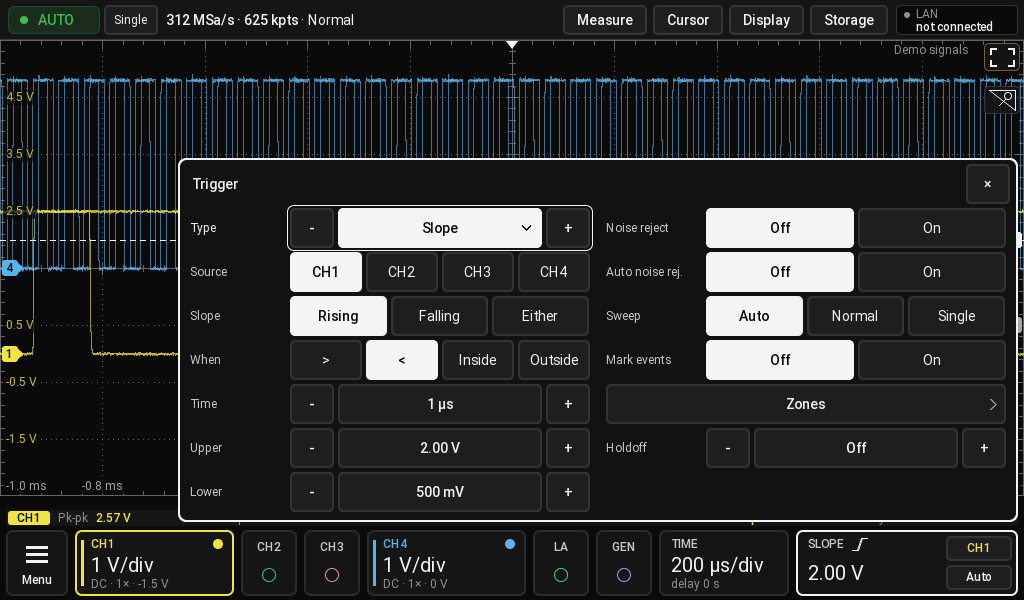 AUTO
Single
312 MSa/s · 625 kpts · Normal
Measure
Cursor
Display
Storage
LAN
not connected
Demo signals
4.5 V
3.5 V
2.5 V
4
0.5 V
1
-0.5 V
-1.5 V
-1.0 ms
-0.8 ms
Trigger
×
Type
-
Slope
+
Noise reject
Off
On
Source
CH1
CH2
CH3
CH4
Auto noise rej.
Off
On
Slope
Rising
Falling
Either
Sweep
Auto
Normal
Single
When
>
<
Inside
Outside
Mark events
Off
On
Time
-
1 µs
+
Zones
Upper
-
2.00 V
+
Holdoff
-
Off
+
Lower
-
500 mV
+
CH1
Pk-pk
2.57 V
Menu
CH1
1 V/div
DC · 1× · -1.5 V
CH2
CH3
CH4
1 V/div
DC · 1× · 0 V
LA
GEN
TIME
200 µs/div
delay 0 s
SLOPE
2.00 V
CH1
Auto